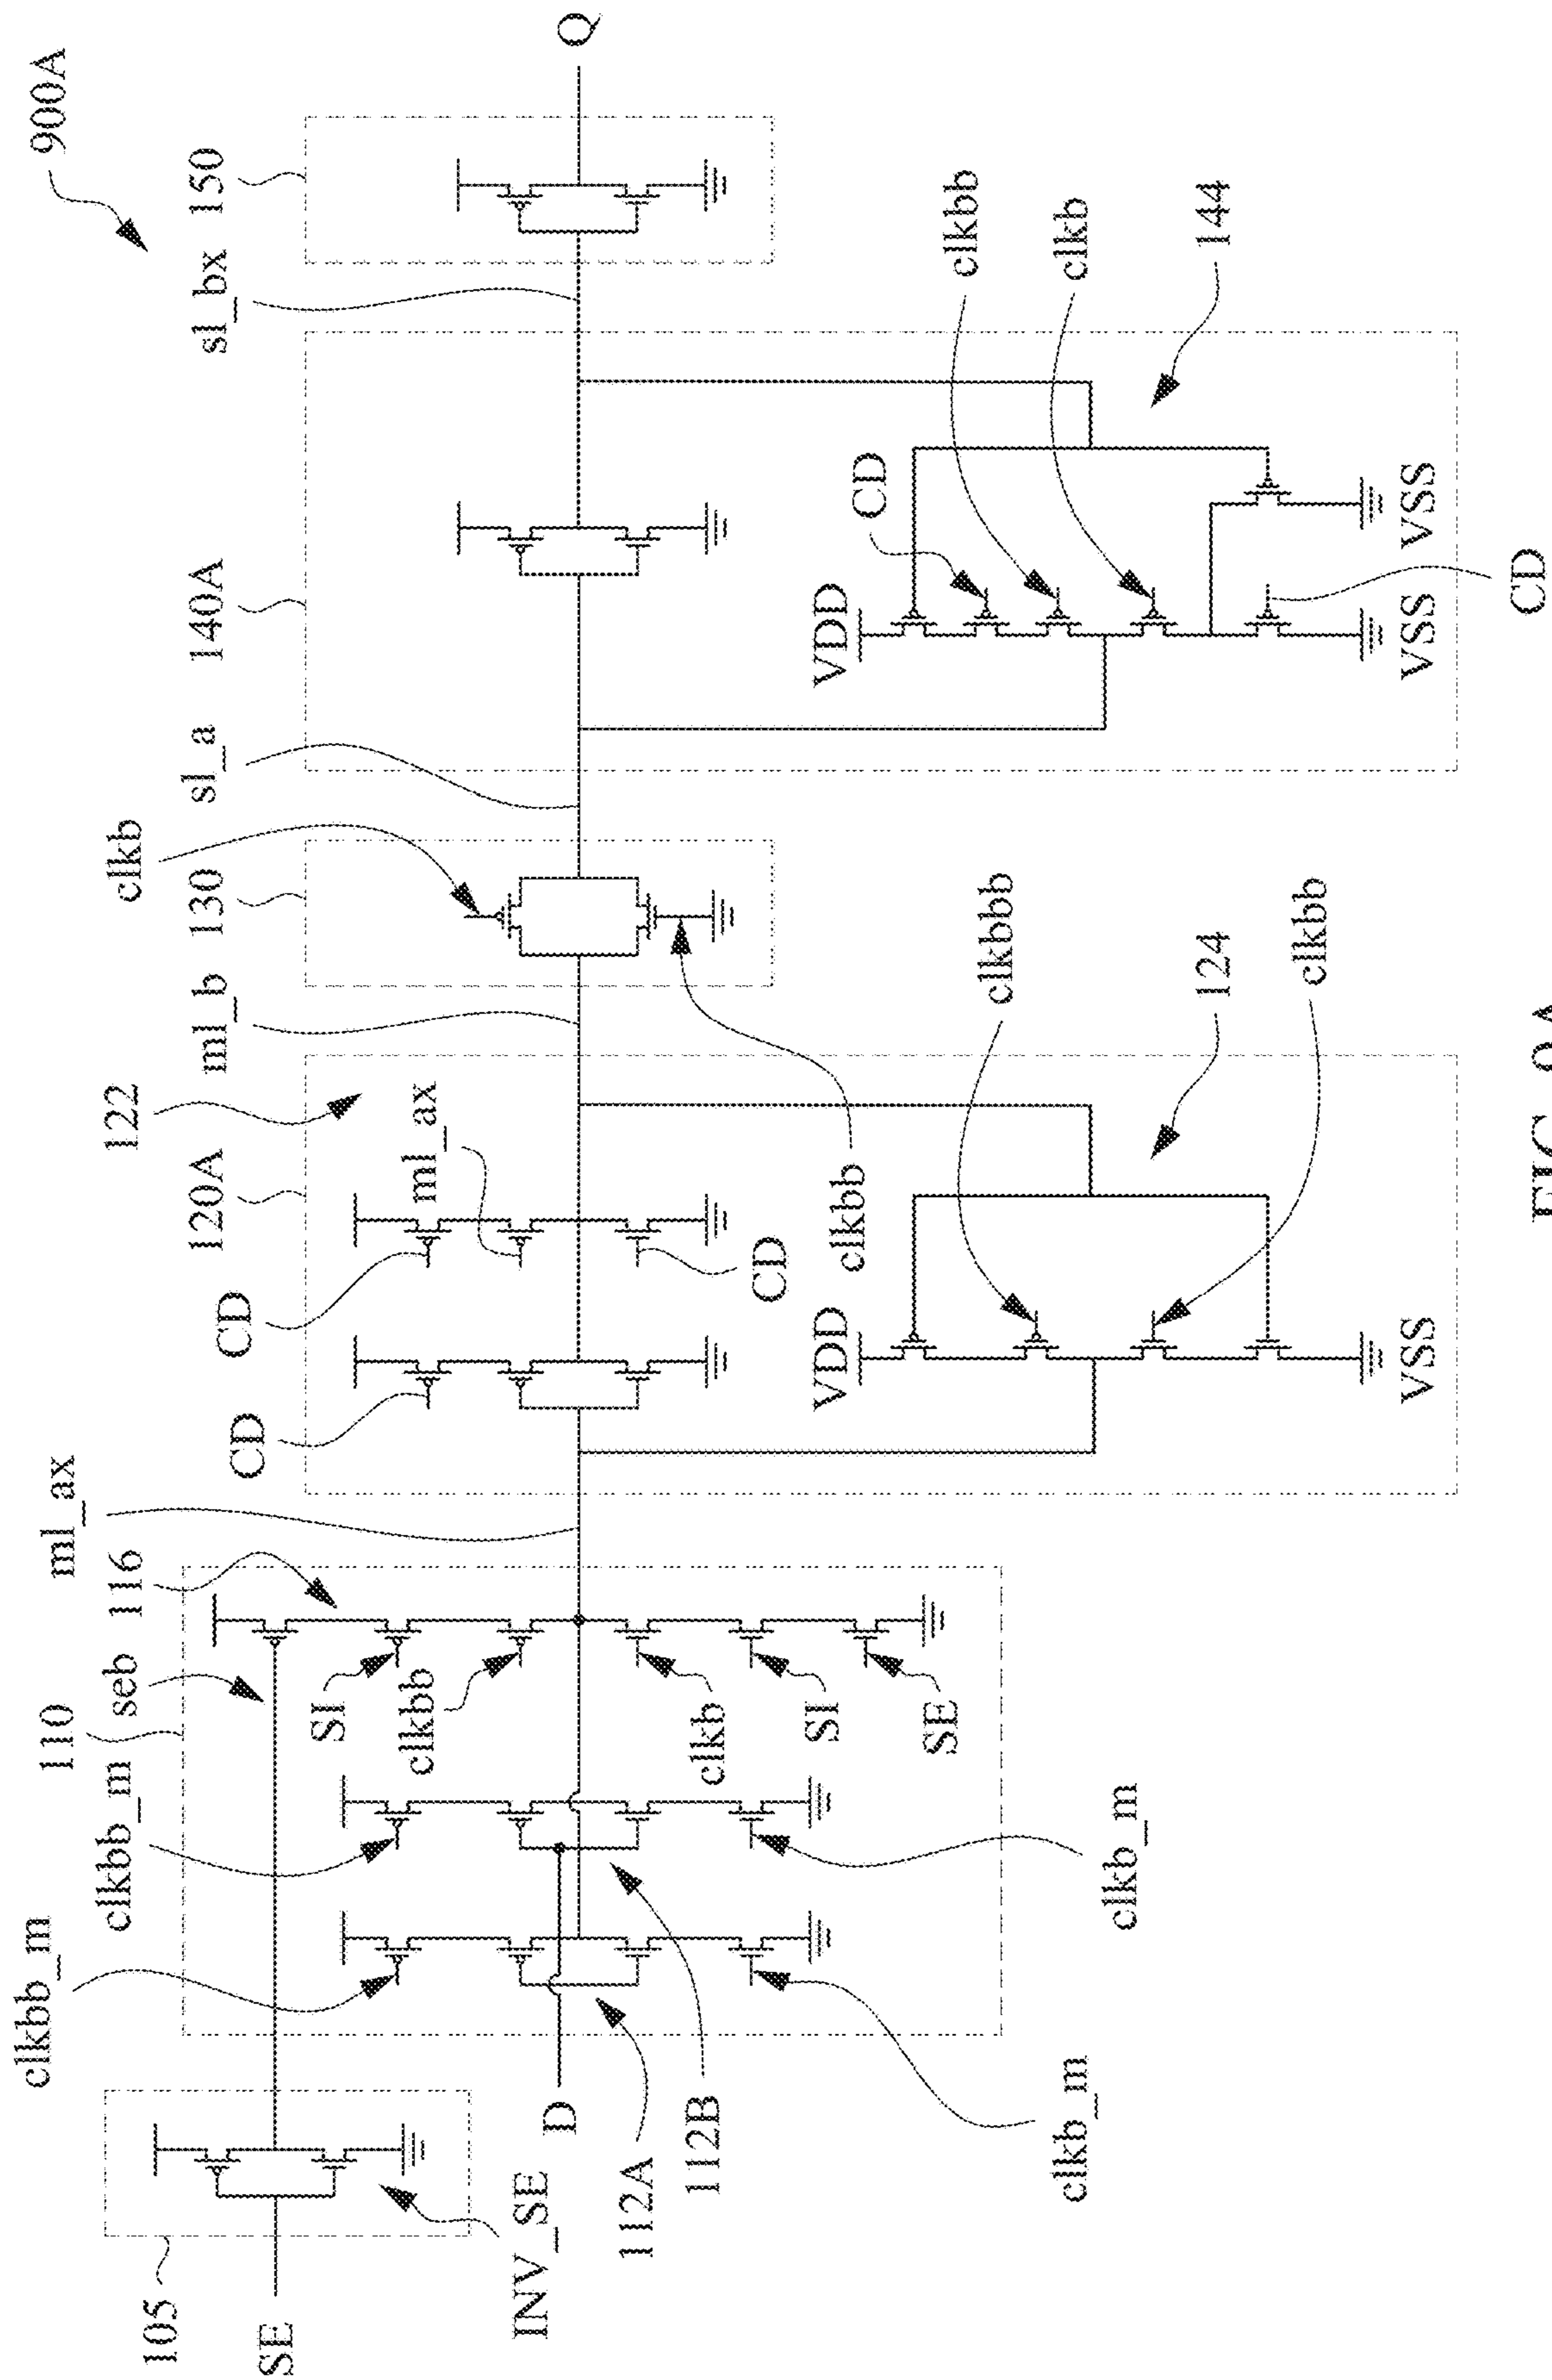 900A
SE
105
INV_SE
clkbb_m
clkbb_m
110
seb
116
ml_ax
D
112A
112B
SI
clkbb
clkb
SI
SE
clkb_m
clkb_m
120A
122
CD
CD
ml_ax
CD
VDD
VSS
clkbbb
124
clkbb
ml_b
130
clkb
clkbb
sl_a
140A
VDD
CD
clkbb
clkb
144
VSS
VSS
CD
sl_bx
150
Q